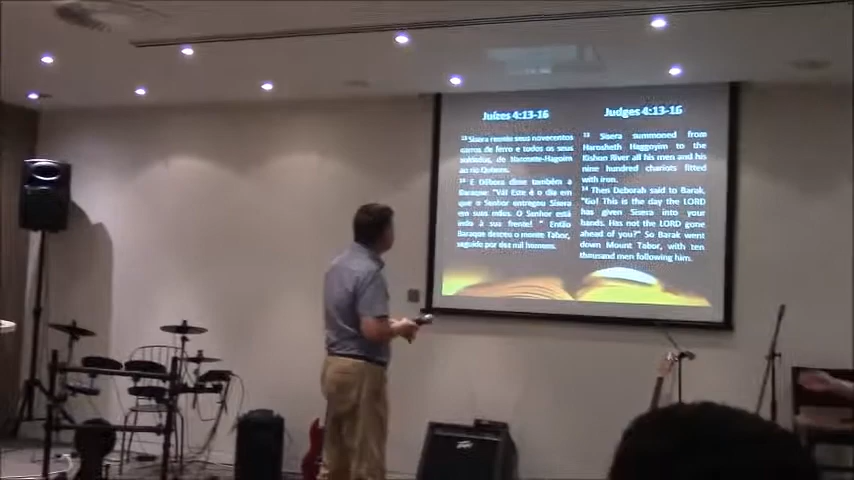 Juízes 4:13-16
13 Sisera reuniu seus novecentos
carros de ferro e todos os seus
soldados, de Harosete-Hagoim
ao rio Quisom.
14 E Débora disse também a
Baraque: "Vá! Este é o dia em
que o Senhor entregou Sisera
em suas mãos. O Senhor está
indo à sua frente!" Então
Baraque desceu o monte Tabor,
seguido por dez mil homens.
Judges 4:13-16
13 Sisera summoned from
Harosheth Haggoyim to the
Kishon River all his men and his
nine hundred chariots fitted
with iron.
14 Then Deborah said to Barak,
"Go! This is the day the LORD
has given Sisera into your
hands. Has not the LORD gone
ahead of you?" So Barak went
down Mount Tabor, with ten
thousand men following him.